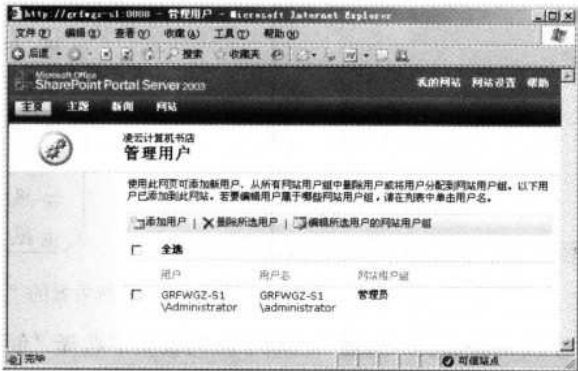 http://grfwgz-s1:8080 - 管理用户 - Microsoft Internet Explorer
文件(F) 编辑(E) 查看(V) 收藏(A) 工具(T) 帮助(H)
后退 搜索 收藏夹
Microsoft Office
SharePoint Portal Server 2003
我的网站 网站设置 帮助
主页 主题 新闻 网站
凌云计算机书店
管理用户
使用此网页可添加新用户、从所有网站用户组中删除用户或将用户分配到网站用户组。以下用
户已添加到此网站。若要编辑用户属于哪些网站用户组，请在列表中单击用户名。
添加用户 | 删除所选用户 | 编辑所选用户的网站用户组
全选
用户 用户名 网站用户组
GRFWGZ-S1 GRFWGZ-S1 管理员
\Administrator \administrator
完毕 可信站点